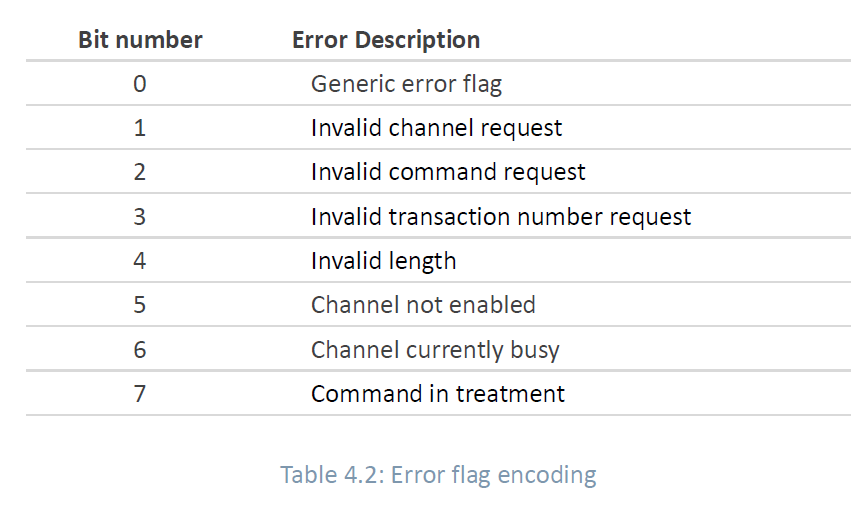 Bit number Error Description
0 Generic error flag
1 Invalid channel request
2 Invalid command request
3 Invalid transaction number request
4 Invalid length
5 Channel not enabled
6 Channel currently busy
7 Command in treatment
Table 4.2: Error flag encoding